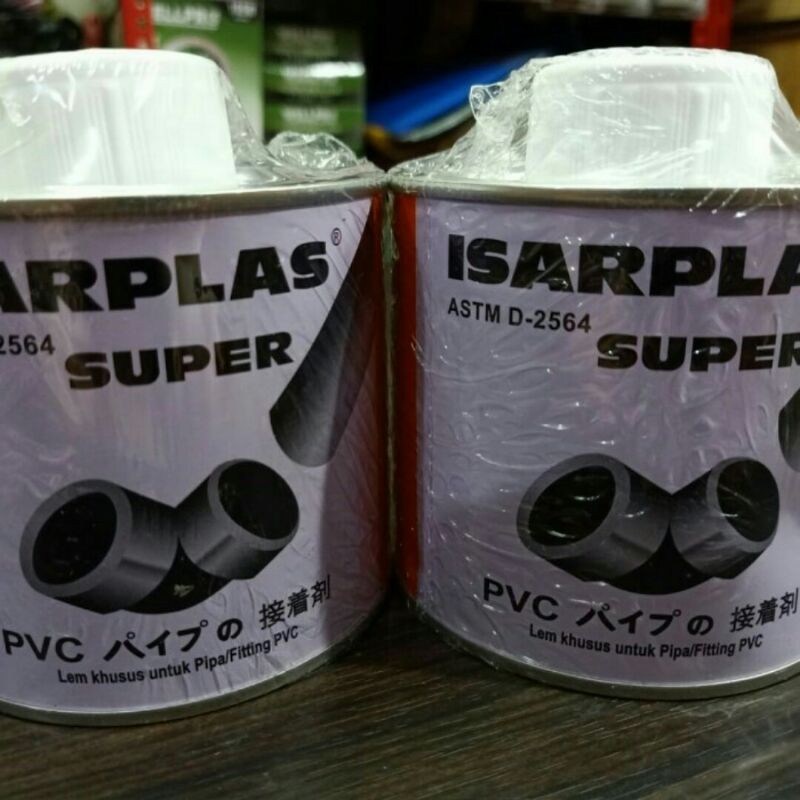 ARPLAS®
2564
SUPER
PVC パイプの 接着剤
Lem khusus untuk Pipa/Fitting PVC
ISARPLA
ASTM D-2564
SUPER
PVC パイプの 接着剤
Lem khusus untuk Pipa/Fitting PVC